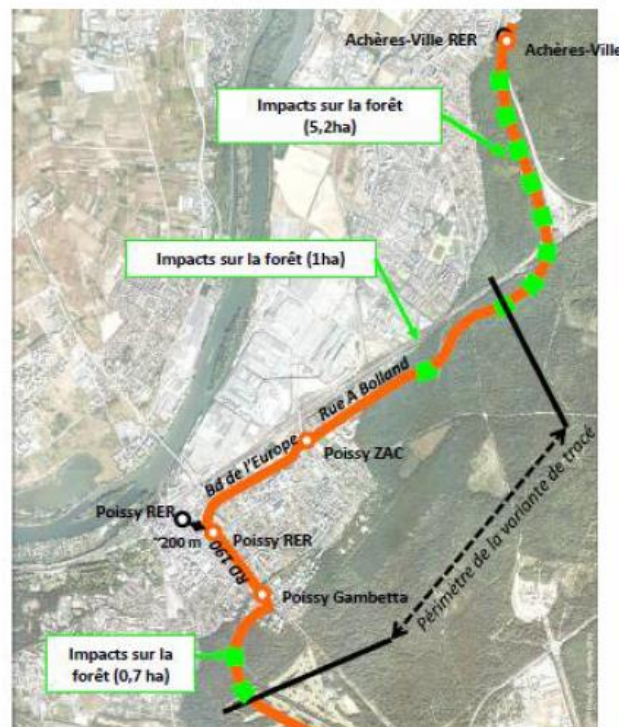 Achères-Ville RER
Achères-Ville
Impacts sur la forêt
(5,2ha)
Impacts sur la forêt (1ha)
Rue A Bolland
Bd de l'Europe
Poissy ZAC
Périmètre de la variante de tracé
Poissy RER
~200 m
Poissy RER
RD 190
Poissy Gambetta
Impacts sur la
forêt (0,7 ha)